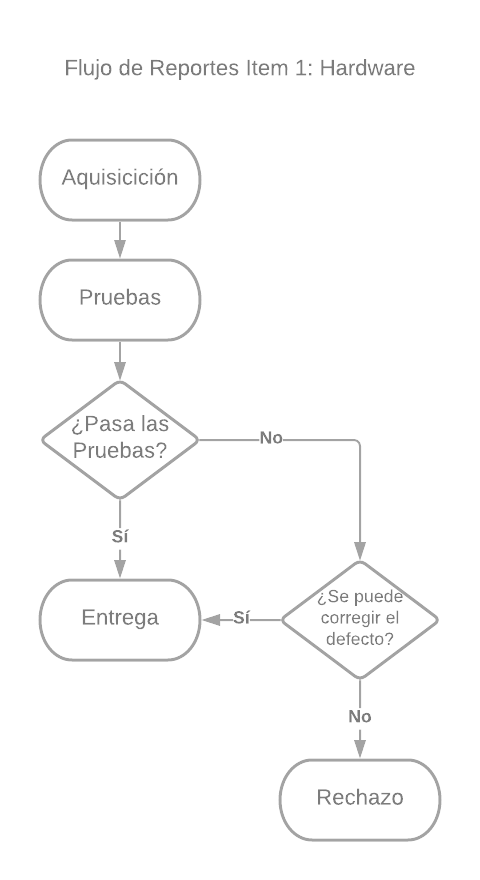 Flujo de Reportes Item 1: Hardware
Aquisicición
Pruebas
¿Pasa las
Pruebas?
No
Sí
Entrega
Sí
¿Se puede
corregir el
defecto?
No
Rechazo